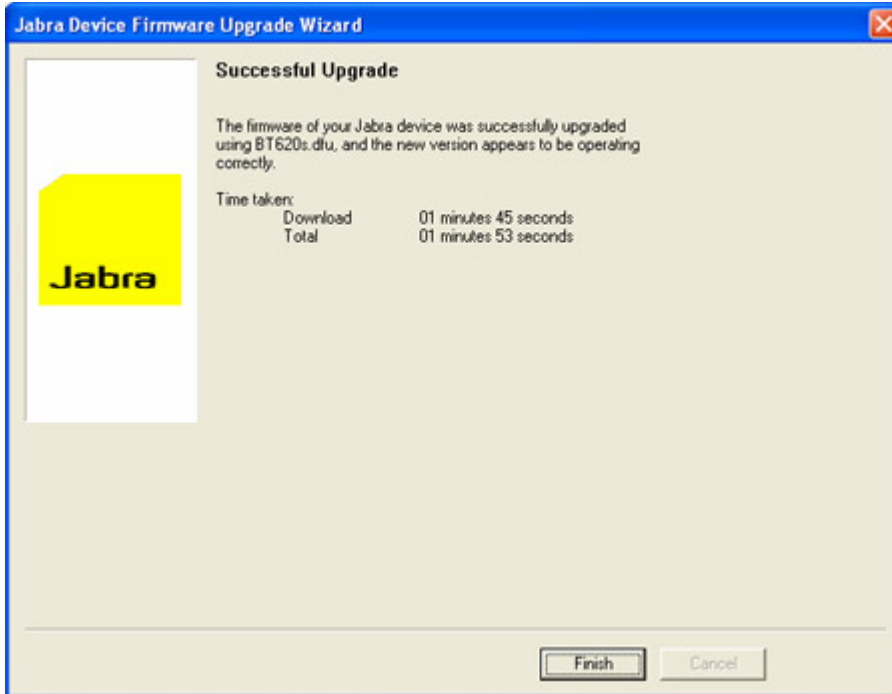 Jabra Device Firmware Upgrade Wizard
Successful Upgrade
The firmware of your Jabra device was successfully upgraded
using BT620s.dfu, and the new version appears to be operating
correctly.
Time taken:
Download 01 minutes 45 seconds
Total 01 minutes 53 seconds
Jabra
Finish Cancel